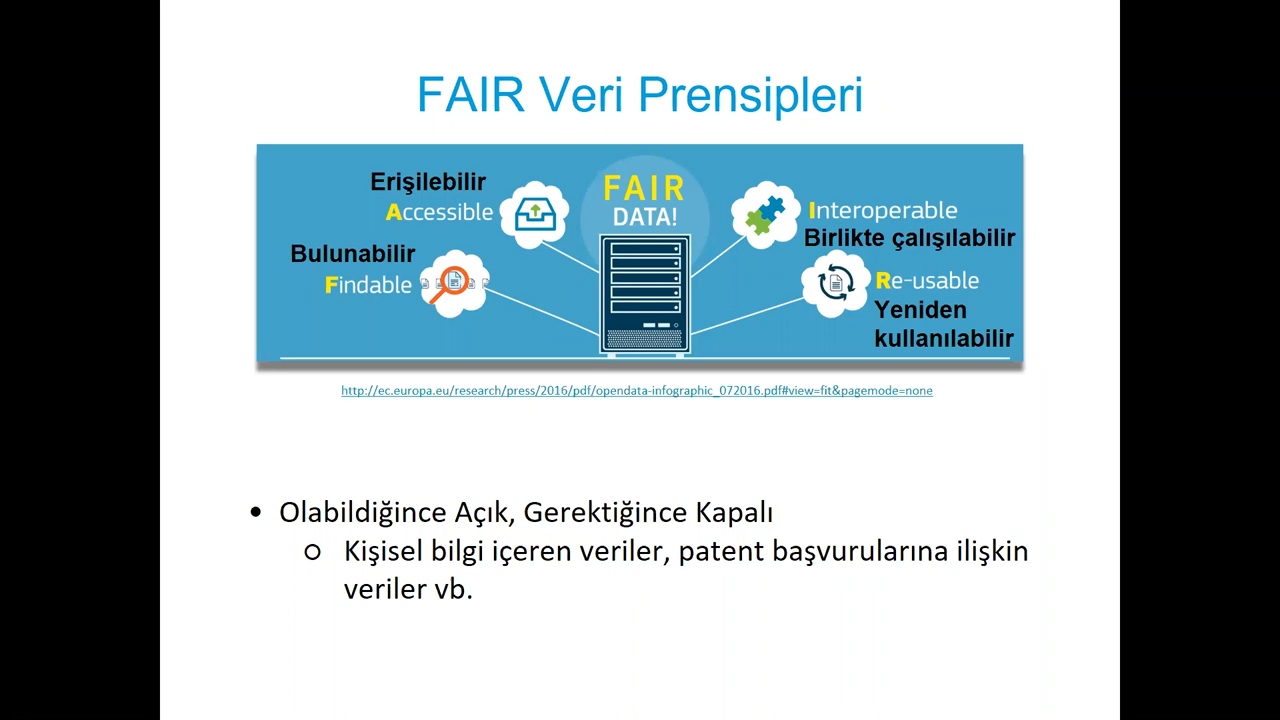 FAIR Veri Prensipleri
Erişilebilir
Accessible
Bulunabilir
Findable
FAIR
DATA!
Interoperable
Birlikte çalışılabilir
Re-usable
Yeniden
kullanılabilir
http://ec.europa.eu/research/press/2016/pdf/opendata-infographic_072016.pdf#view=fit&pagemode=none
• Olabildiğince Açık, Gerektiğince Kapalı
○ Kişisel bilgi içeren veriler, patent başvurularına ilişkin
veriler vb.